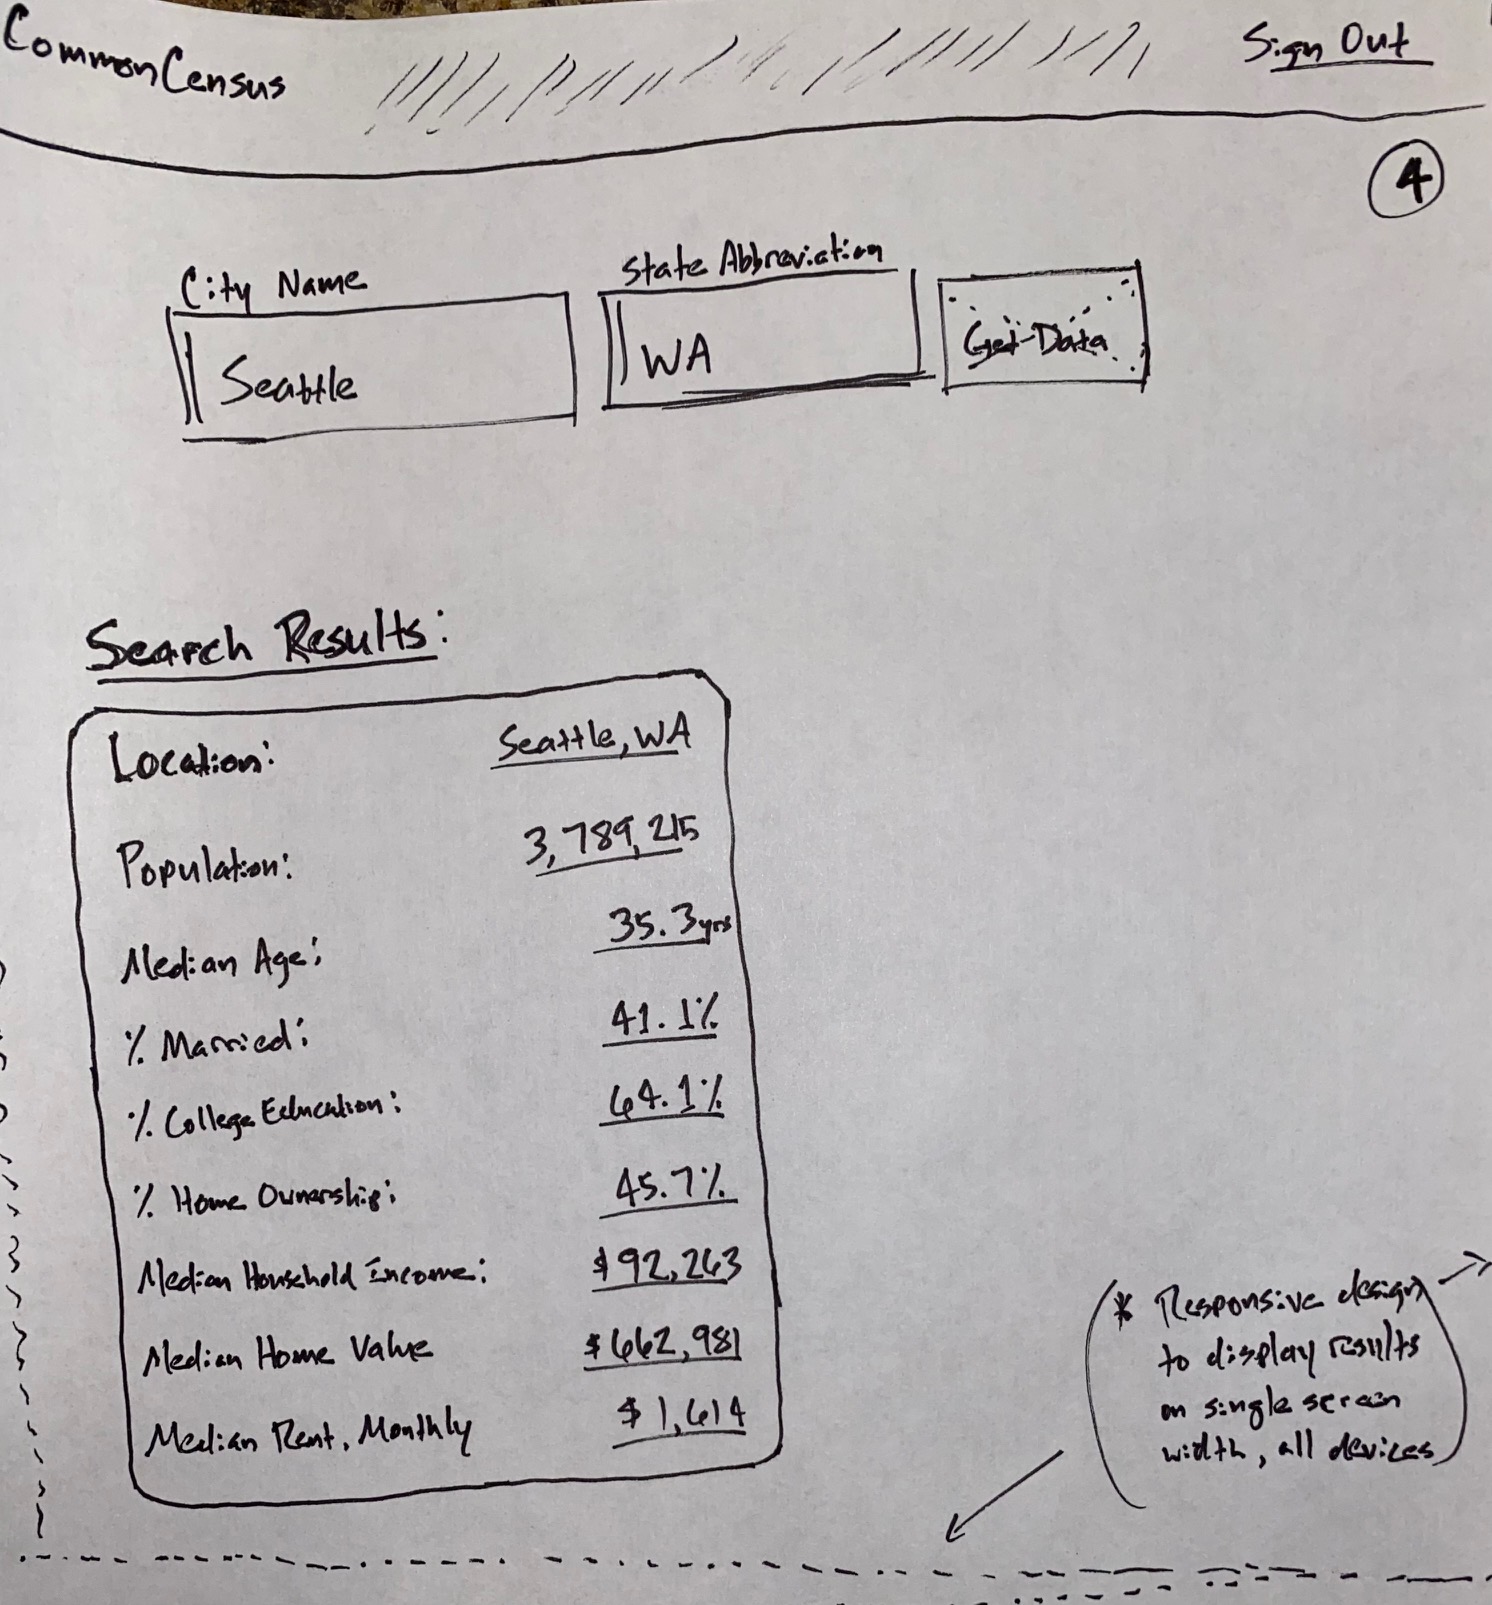 CommonCensus
Sign Out
4
City Name
State Abbreviation
Seattle
WA
Get Data
Search Results:
Location: Seattle, WA
Population: 3,789,215
Median Age: 35.3 yrs
% Married: 41.1%
% College Education: 64.1%
% Home Ownership: 45.7%
Median Household Income: $92,263
Median Home Value $662,981
Median Rent, Monthly $1,614
* Responsive design
to display results
on single screen
width, all devices